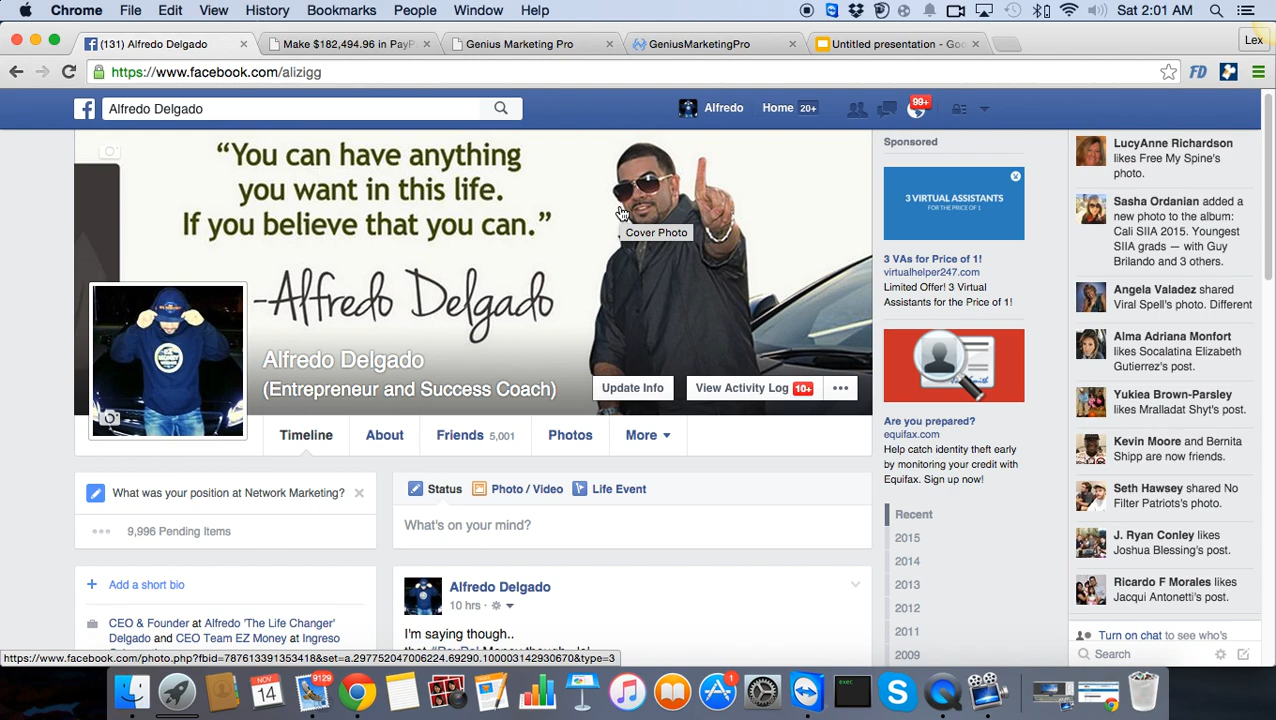 Chrome File Edit View History Bookmarks People Window Help Sat 2:01 AM
(131) Alfredo Delgado
Make $182,494.96 in PayP
Genius Marketing Pro
GeniusMarketingPro
Untitled presentation - Goo
Lex
https://www.facebook.com/alizigg
FD
Alfredo Delgado
Alfredo
Home 20+
99+
“You can have anything
you want in this life.
If you believe that you can.”
-Alfredo Delgado
Cover Photo
Alfredo Delgado
(Entrepreneur and Success Coach)
Update Info
View Activity Log 10+
Timeline
About
Friends 5,001
Photos
More
What was your position at Network Marketing?
9,996 Pending Items
Add a short bio
CEO & Founder at Alfredo 'The Life Changer'
Delgado and CEO Team EZ Money at Ingreso
Status
Photo / Video
Life Event
What's on your mind?
Alfredo Delgado
10 hrs
I'm saying though..
Sponsored
3 VIRTUAL ASSISTANTS
FOR THE PRICE OF 1
3 VAs for Price of 1!
virtualhelper247.com
Limited Offer! 3 Virtual
Assistants for the Price of 1!
Are you prepared?
equifax.com
Help catch identity theft early
by monitoring your credit with
Equifax. Sign up now!
Recent
2015
2014
2013
2012
2011
2009
LucyAnne Richardson
likes Free My Spine's
photo.
Sasha Ordanian added a
new photo to the album:
Cali SIIA 2015. Youngest
SIIA grads — with Guy
Brilando and 3 others.
Angela Valadez shared
Viral Spell's photo. Different
Alma Adriana Monfort
likes Socalatina Elizabeth
Gutierrez's post.
Yukiea Brown-Parsley
likes Mralladat Shyt's post.
Kevin Moore and Bernita
Shipp are now friends.
Seth Hawsey shared No
Filter Patriots's photo.
J. Ryan Conley likes
Joshua Blessing's post.
Ricardo F Morales likes
Jacqui Antonetti's post.
Turn on chat to see who's
Search
https://www.facebook.com/photo.php?fbid=787613391353418&set=a.297752047006224.69290.100003142930670&type=3
NOV
14
9129
1
exec